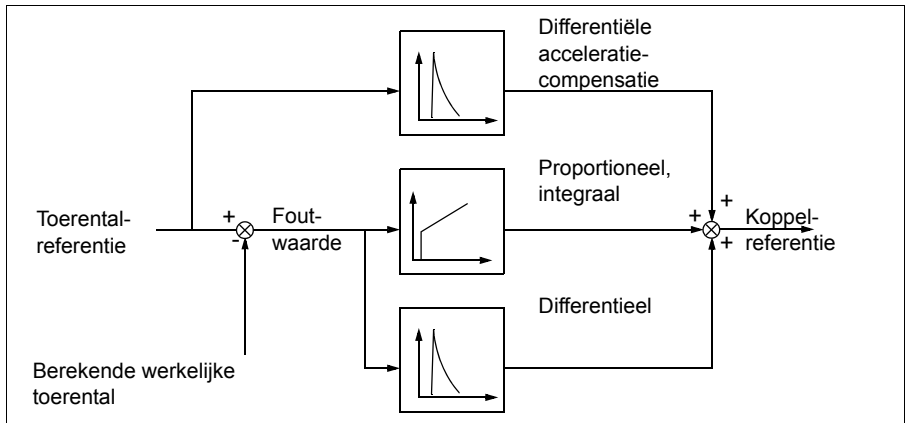 Differentiële
acceleratie-
compensatie
Proportioneel,
integraal
+
Toerental-
referentie
+
-
Fout-
waarde
+
+
Koppel-
referentie
Differentieel
Berekende werkelijke
toerental